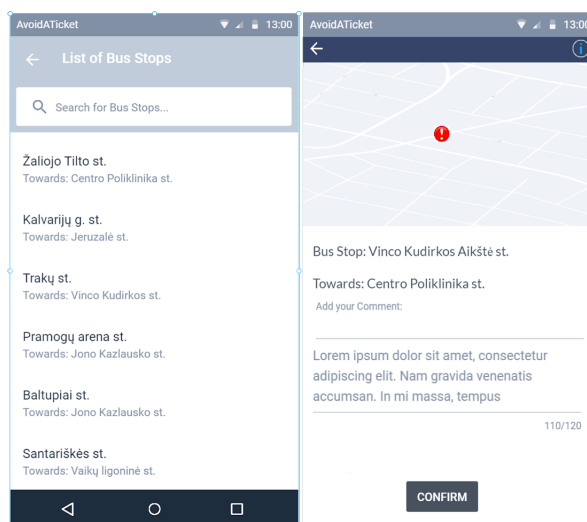 AvoidATicket
13:00
List of Bus Stops
Search for Bus Stops...
Žaliojo Tilto st.
Towards: Centro Poliklinika st.
Kalvarijų g. st.
Towards: Jeruzalė st.
Trakų st.
Towards: Vinco Kudirkos st.
Pramogų arena st.
Towards: Jono Kazlausko st.
Baltupiai st.
Towards: Jono Kazlausko st.
Santariškės st.
Towards: Vaikų ligoninė st.
AvoidATicket
13:00
Bus Stop: Vinco Kudirkos Aikštė st.
Towards: Centro Poliklinika st.
Add your Comment:
Lorem ipsum dolor sit amet, consectetur
adipiscing elit. Nam gravida venenatis
accumsan. In mi massa, tempus
110/120
CONFIRM